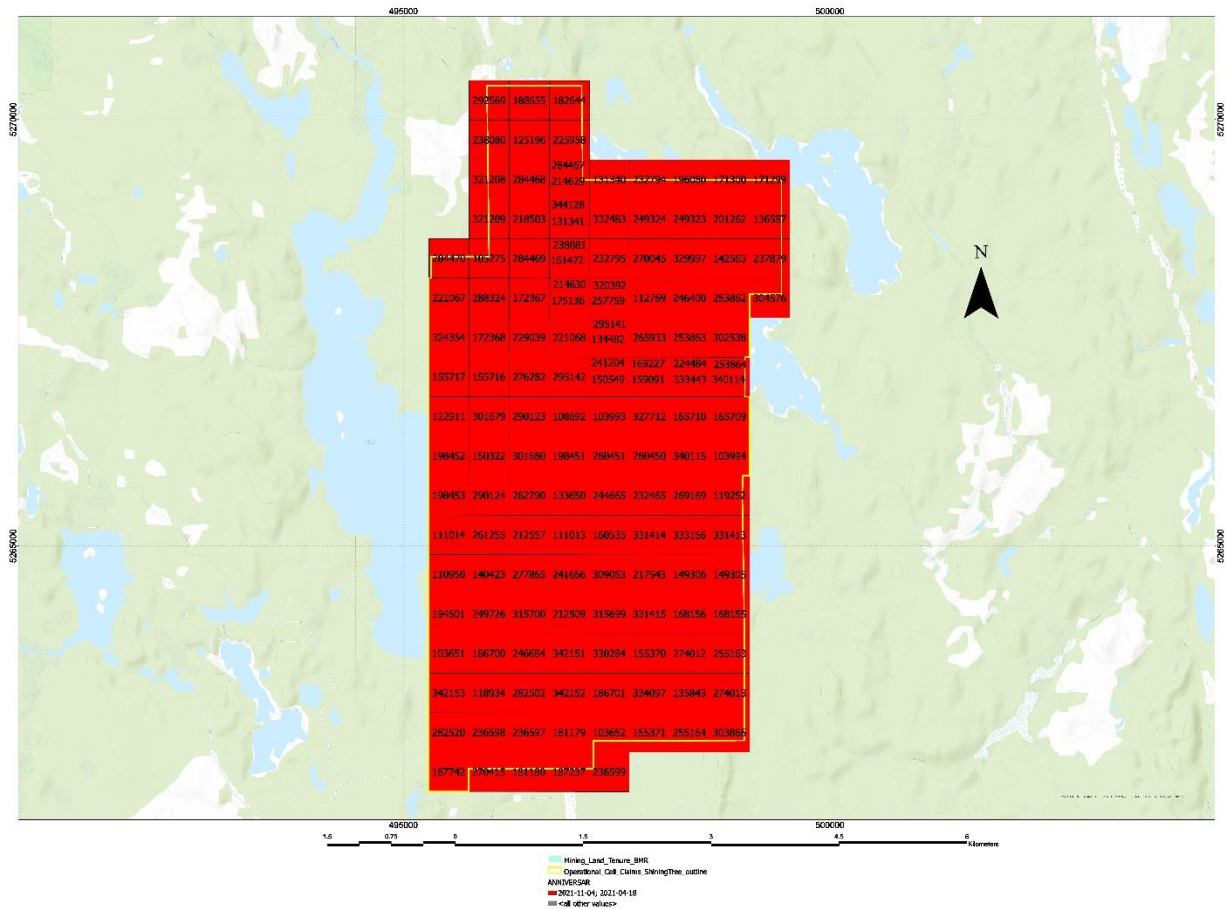 495000 500000
5270000 5270000
292569 188655 182644
238080 125196 225958
284467
321208 284468 214629 131340 232794 196080 171300 171299
344128
321209 218503 131341 332483 249324 249323 201262 136587
238081
284470 105275 284469 161472 232795 270045 329997 142563 237879
N
214630 320392
221067 288324 172367 175136 257759 112769 246400 253862 304576
295141
324354 172368 229039 221068 134482 265933 253863 302538
241204 169227 224484 253864
155717 155716 276282 295142 150549 159091 333443 340114
122911 301679 290123 108692 103993 327712 165710 165709
198452 150322 301680 198451 280451 280450 340115 103994
198453 290124 282790 133650 244665 232465 269169 119252
111014 261255 212557 111013 160535 331414 333156 331413
5265000 5265000
110950 140423 277865 241666 309053 217543 149306 149305
194501 249726 315700 212509 315699 331415 168156 168155
103651 186700 246684 342151 330284 155370 274012 255163
342153 118934 282502 342152 186701 334097 135843 274013
282520 236598 236597 181179 103652 155371 255164 303866
167742 270415 181180 187237 236599
495000 500000
1.5 0.75 0 1.5 3 4.5 6
Kilometers
Mining_Land_Tenure_BMR
Operational_Cell_Claims_ShiningTree_outline
ANNIVERSAR
2021-11-04; 2021-04-18
<all other values>